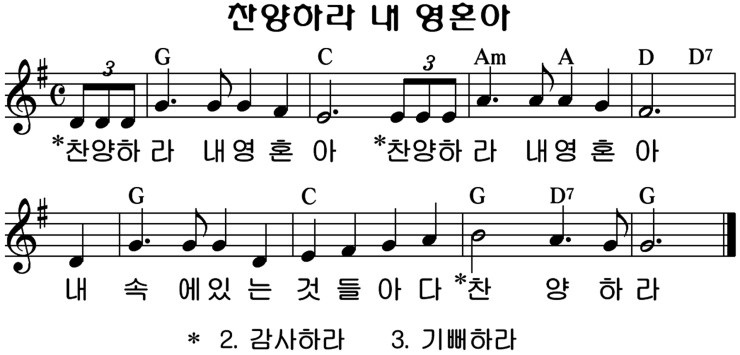 찬양하라 내 영혼아
3 G C 3 Am A D D7
*찬양하 라 내영 혼 아 *찬양하 라 내영 혼 아
G C G D7 G
내 속 에있 는 것 들 아 다 *찬 양 하 라
* 2. 감사하라 3. 기뻐하라